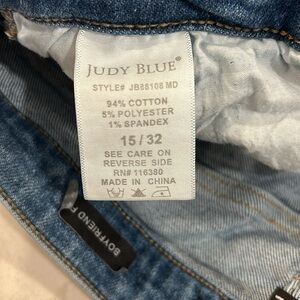 JUDY BLUE®
STYLE# JB88108 MD
94% COTTON
5% POLYESTER
1% SPANDEX
15 / 32
SEE CARE ON
REVERSE SIDE
RN# 116380
MADE IN CHINA
BOYFRIEND